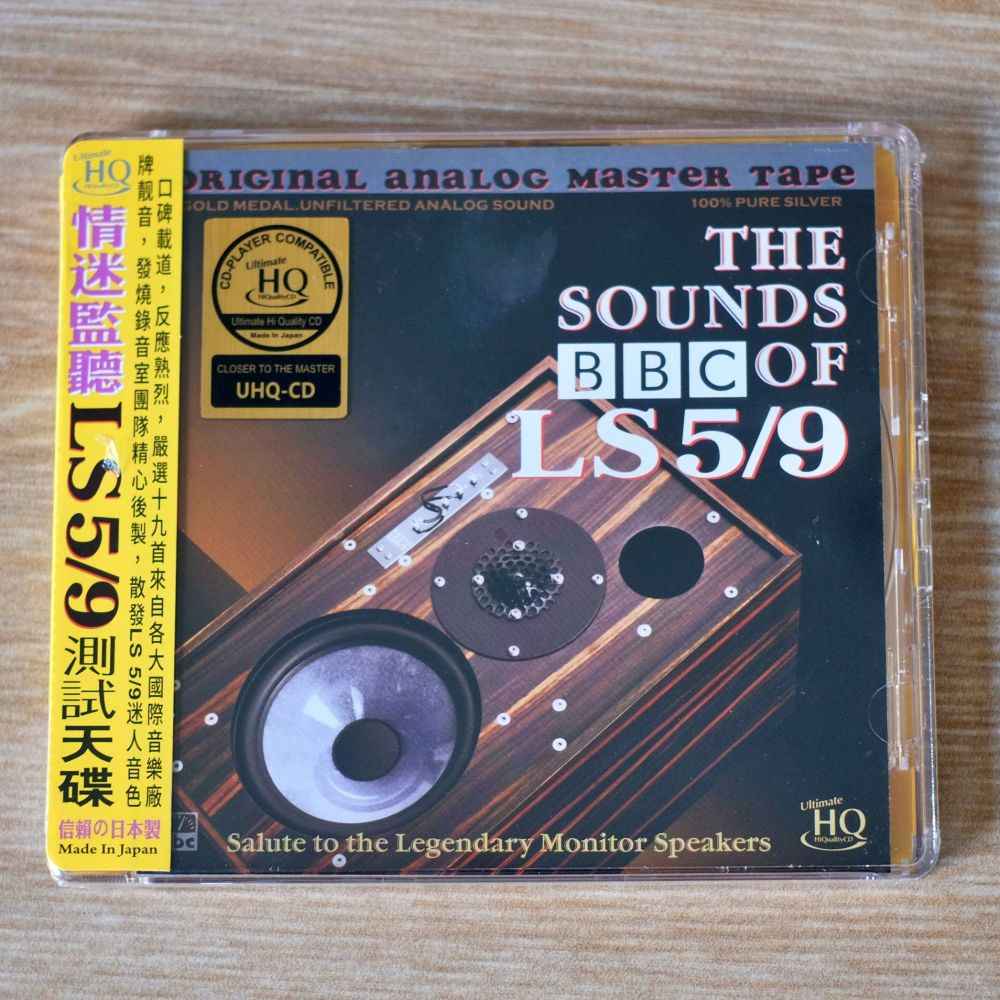 Ultimate
HQ
HiQualityCD
情迷監聽LS 5/9測試天碟
口碑載道，反應熟烈，嚴選十九首來自各大國際音樂廠
牌靚音，發燒錄音室團隊精心後製，散發LS 5/9迷人音色
信賴の日本製
Made In Japan
ORIGINAL ANALOG MASTER TAPE
GOLD MEDAL.UNFILTERED ANALOG SOUND
100% PURE SILVER
CD-PLAYER COMPATIBLE
Ultimate
HQ
HiQualityCD
Ultimate Hi Quality CD
Made In Japan
CLOSER TO THE MASTER
UHQ-CD
THE
SOUNDS
BBC OF
LS 5/9
Salute to the Legendary Monitor Speakers
Ultimate
HQ
HiQualityCD